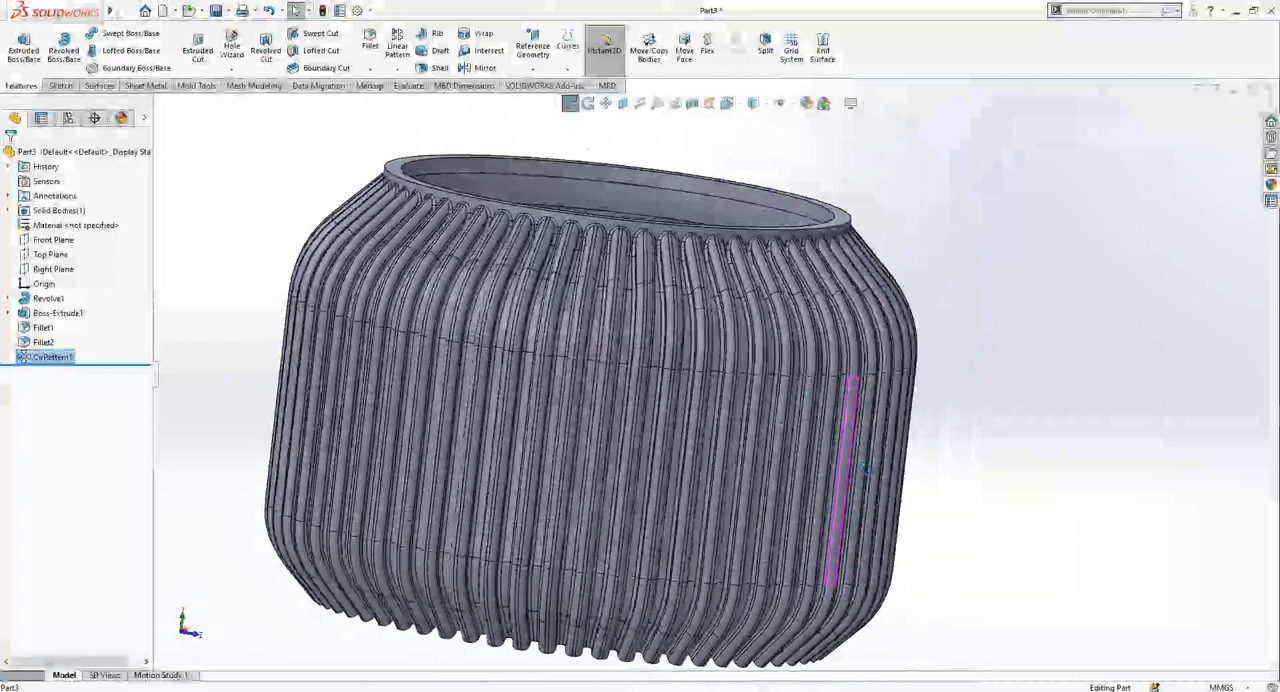 SOLIDWORKS
Part3 *
Extruded Boss/Base
Revolved Boss/Base
Swept Boss/Base
Lofted Boss/Base
Boundary Boss/Base
Extruded Cut
Hole Wizard
Revolved Cut
Swept Cut
Lofted Cut
Boundary Cut
Fillet
Linear Pattern
Rib
Draft
Shell
Wrap
Intersect
Mirror
Reference Geometry
Curves
Instant3D
Move/Copy Bodies
Move Face
Flex
Split
Grid System
Knit Surface
Features Sketch Surfaces Sheet Metal Mold Tools Mesh Modeling Data Migration Markup Evaluate MBD Dimensions SOLIDWORKS Add-Ins MBD
Part3 (Default<<Default>_Display Sta
History
Sensors
Annotations
Solid Bodies(1)
Material <not specified>
Front Plane
Top Plane
Right Plane
Origin
Revolve1
Boss-Extrude1
Fillet1
Fillet2
CirPattern1
Model 3D Views Motion Study 1
Part3
Editing Part
MMGS